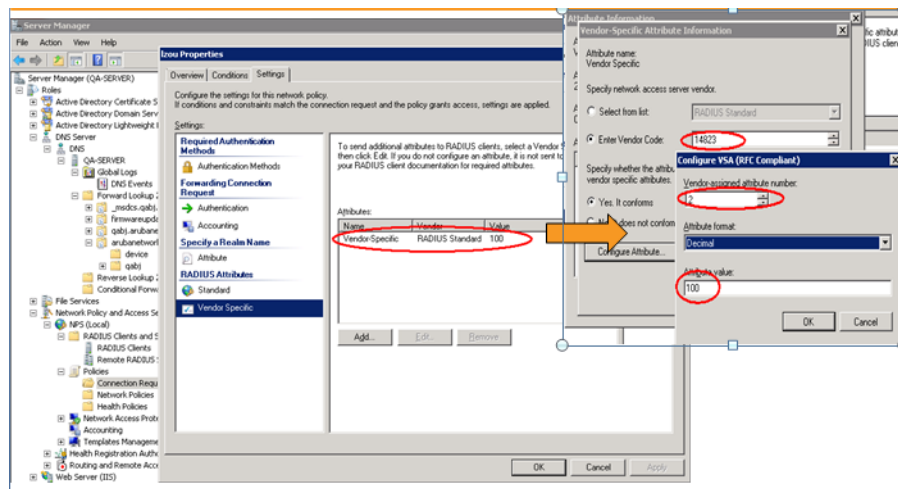 Server Manager
File Action View Help
Server Manager (QA-SERVER)
Roles
Active Directory Certificate S
Active Directory Domain Serv
Active Directory Lightweight
DNS Server
DNS
QA-SERVER
Global Logs
DNS Events
Forward Lookup
_msdcs.qabj.
firmwareupda
qabj.arubane
arubanetwork
device
qabj
Reverse Lookup
Conditional Forw
File Services
Network Policy and Access Se
NPS (Local)
RADIUS Clients and S
RADIUS Clients
Remote RADIUS
Policies
Connection Requ
Network Policies
Health Policies
Network Access Prote
Accounting
Templates Manageme
Health Registration Autho
Routing and Remote Acce
Web Server (IIS)
Izou Properties
Overview Conditions Settings
Configure the settings for this network policy.
If conditions and constraints match the connection request and the policy grants access, settings are applied.
Settings:
Required Authentication
Methods
Authentication Methods
Forwarding Connection
Request
Authentication
Accounting
Specify a Realm Name
Attribute
RADIUS Attributes
Standard
Vendor Specific
To send additional attributes to RADIUS clients, select a Vendor S
then click Edit. If you do not configure an attribute, it is not sent to
your RADIUS client documentation for required attributes.
Attributes:
Name Vendor Value
Vendor-Specific RADIUS Standard 100
Add... Edit... Remove
OK Cancel Apply
Attribute Information
Vendor-Specific Attribute Information
Attribute name:
Vendor Specific
Specify network access server vendor.
Select from list: RADIUS Standard
Enter Vendor Code: 14823
Specify whether the attribu
vendor specific attributes.
Yes. It conforms
does not conform
Configure Attribute...
Configure VSA (RFC Compliant)
Vendor-assigned attribute number:
2
Attribute format:
Decimal
Attribute value:
100
OK Cancel
fic attribut
IUS clien